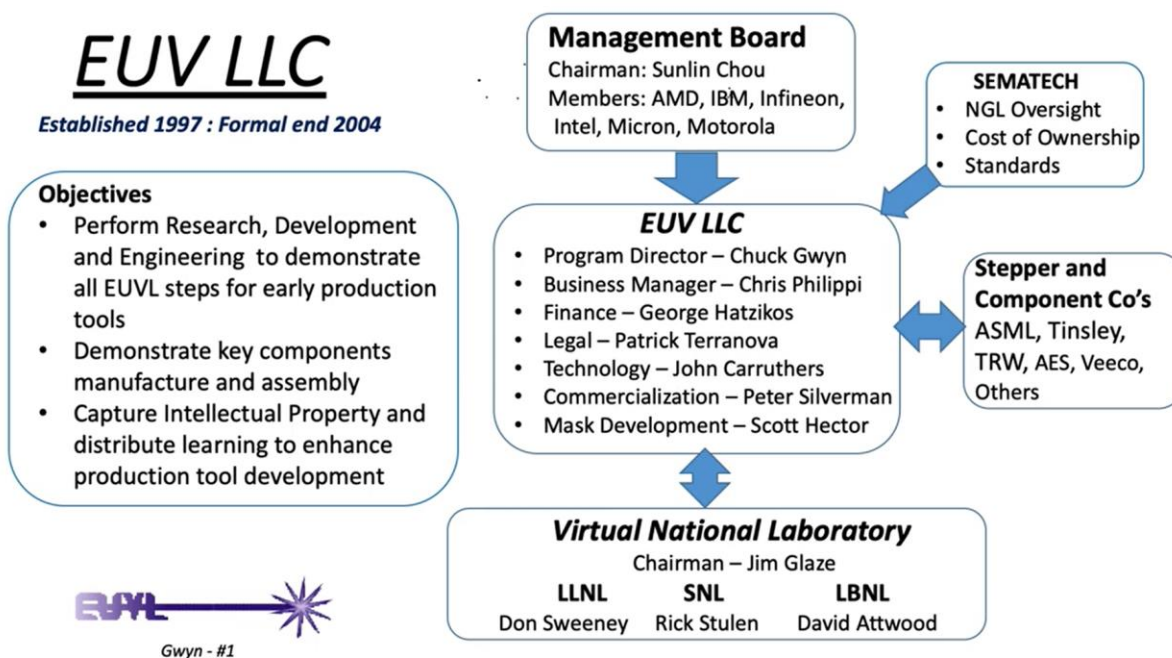 EUV LLC
Established 1997 : Formal end 2004
Objectives
• Perform Research, Development
and Engineering to demonstrate
all EUVL steps for early production
tools
• Demonstrate key components
manufacture and assembly
• Capture Intellectual Property and
distribute learning to enhance
production tool development
Management Board
Chairman: Sunlin Chou
Members: AMD, IBM, Infineon,
Intel, Micron, Motorola
SEMATECH
• NGL Oversight
• Cost of Ownership
• Standards
EUV LLC
• Program Director – Chuck Gwyn
• Business Manager – Chris Philippi
• Finance – George Hatzikos
• Legal – Patrick Terranova
• Technology – John Carruthers
• Commercialization – Peter Silverman
• Mask Development – Scott Hector
Stepper and
Component Co's
ASML, Tinsley,
TRW, AES, Veeco,
Others
Virtual National Laboratory
Chairman – Jim Glaze
LLNL SNL LBNL
Don Sweeney Rick Stulen David Attwood
EUVL
Gwyn - #1